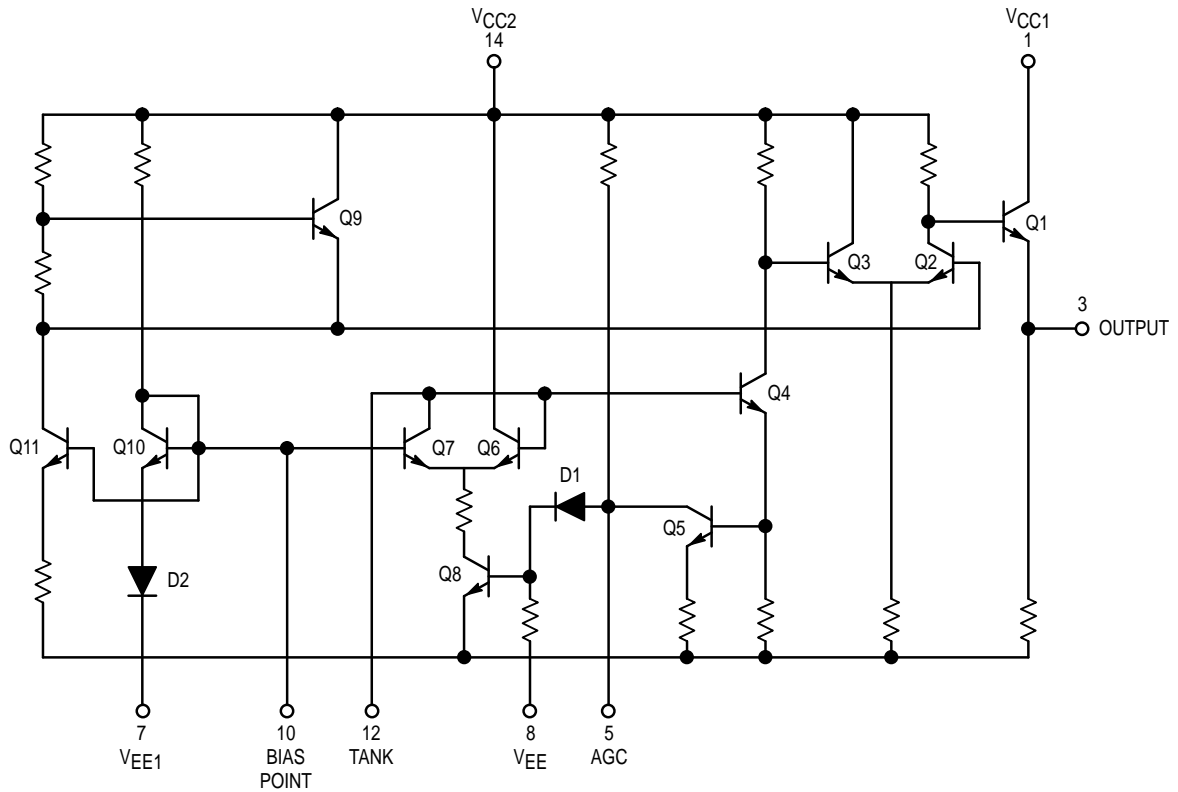 VCC2
14
VCC1
1
Q9
Q3
Q2
Q1
3
OUTPUT
Q4
Q11
Q10
Q7
Q6
D1
Q5
D2
Q8
7
VEE1
10
BIAS
POINT
12
TANK
8
VEE
5
AGC